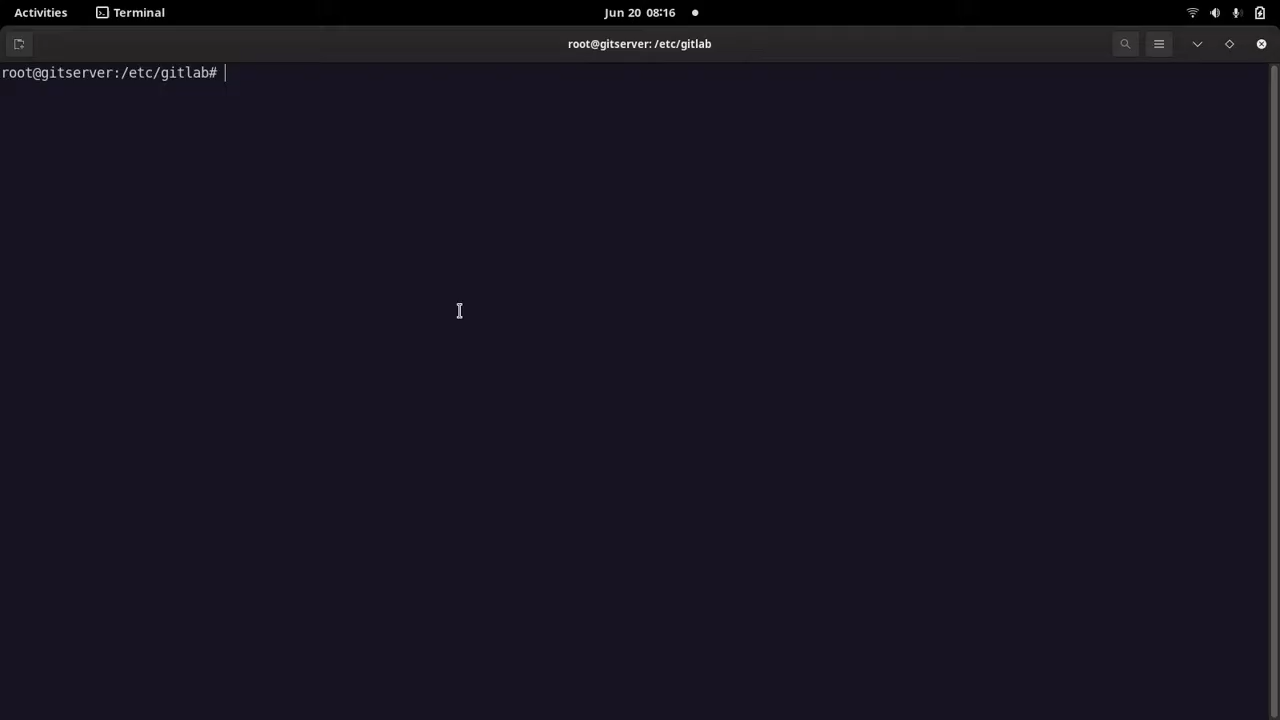 Activities
Terminal
Jun 20 08:16
root@gitserver: /etc/gitlab
root@gitserver:/etc/gitlab#